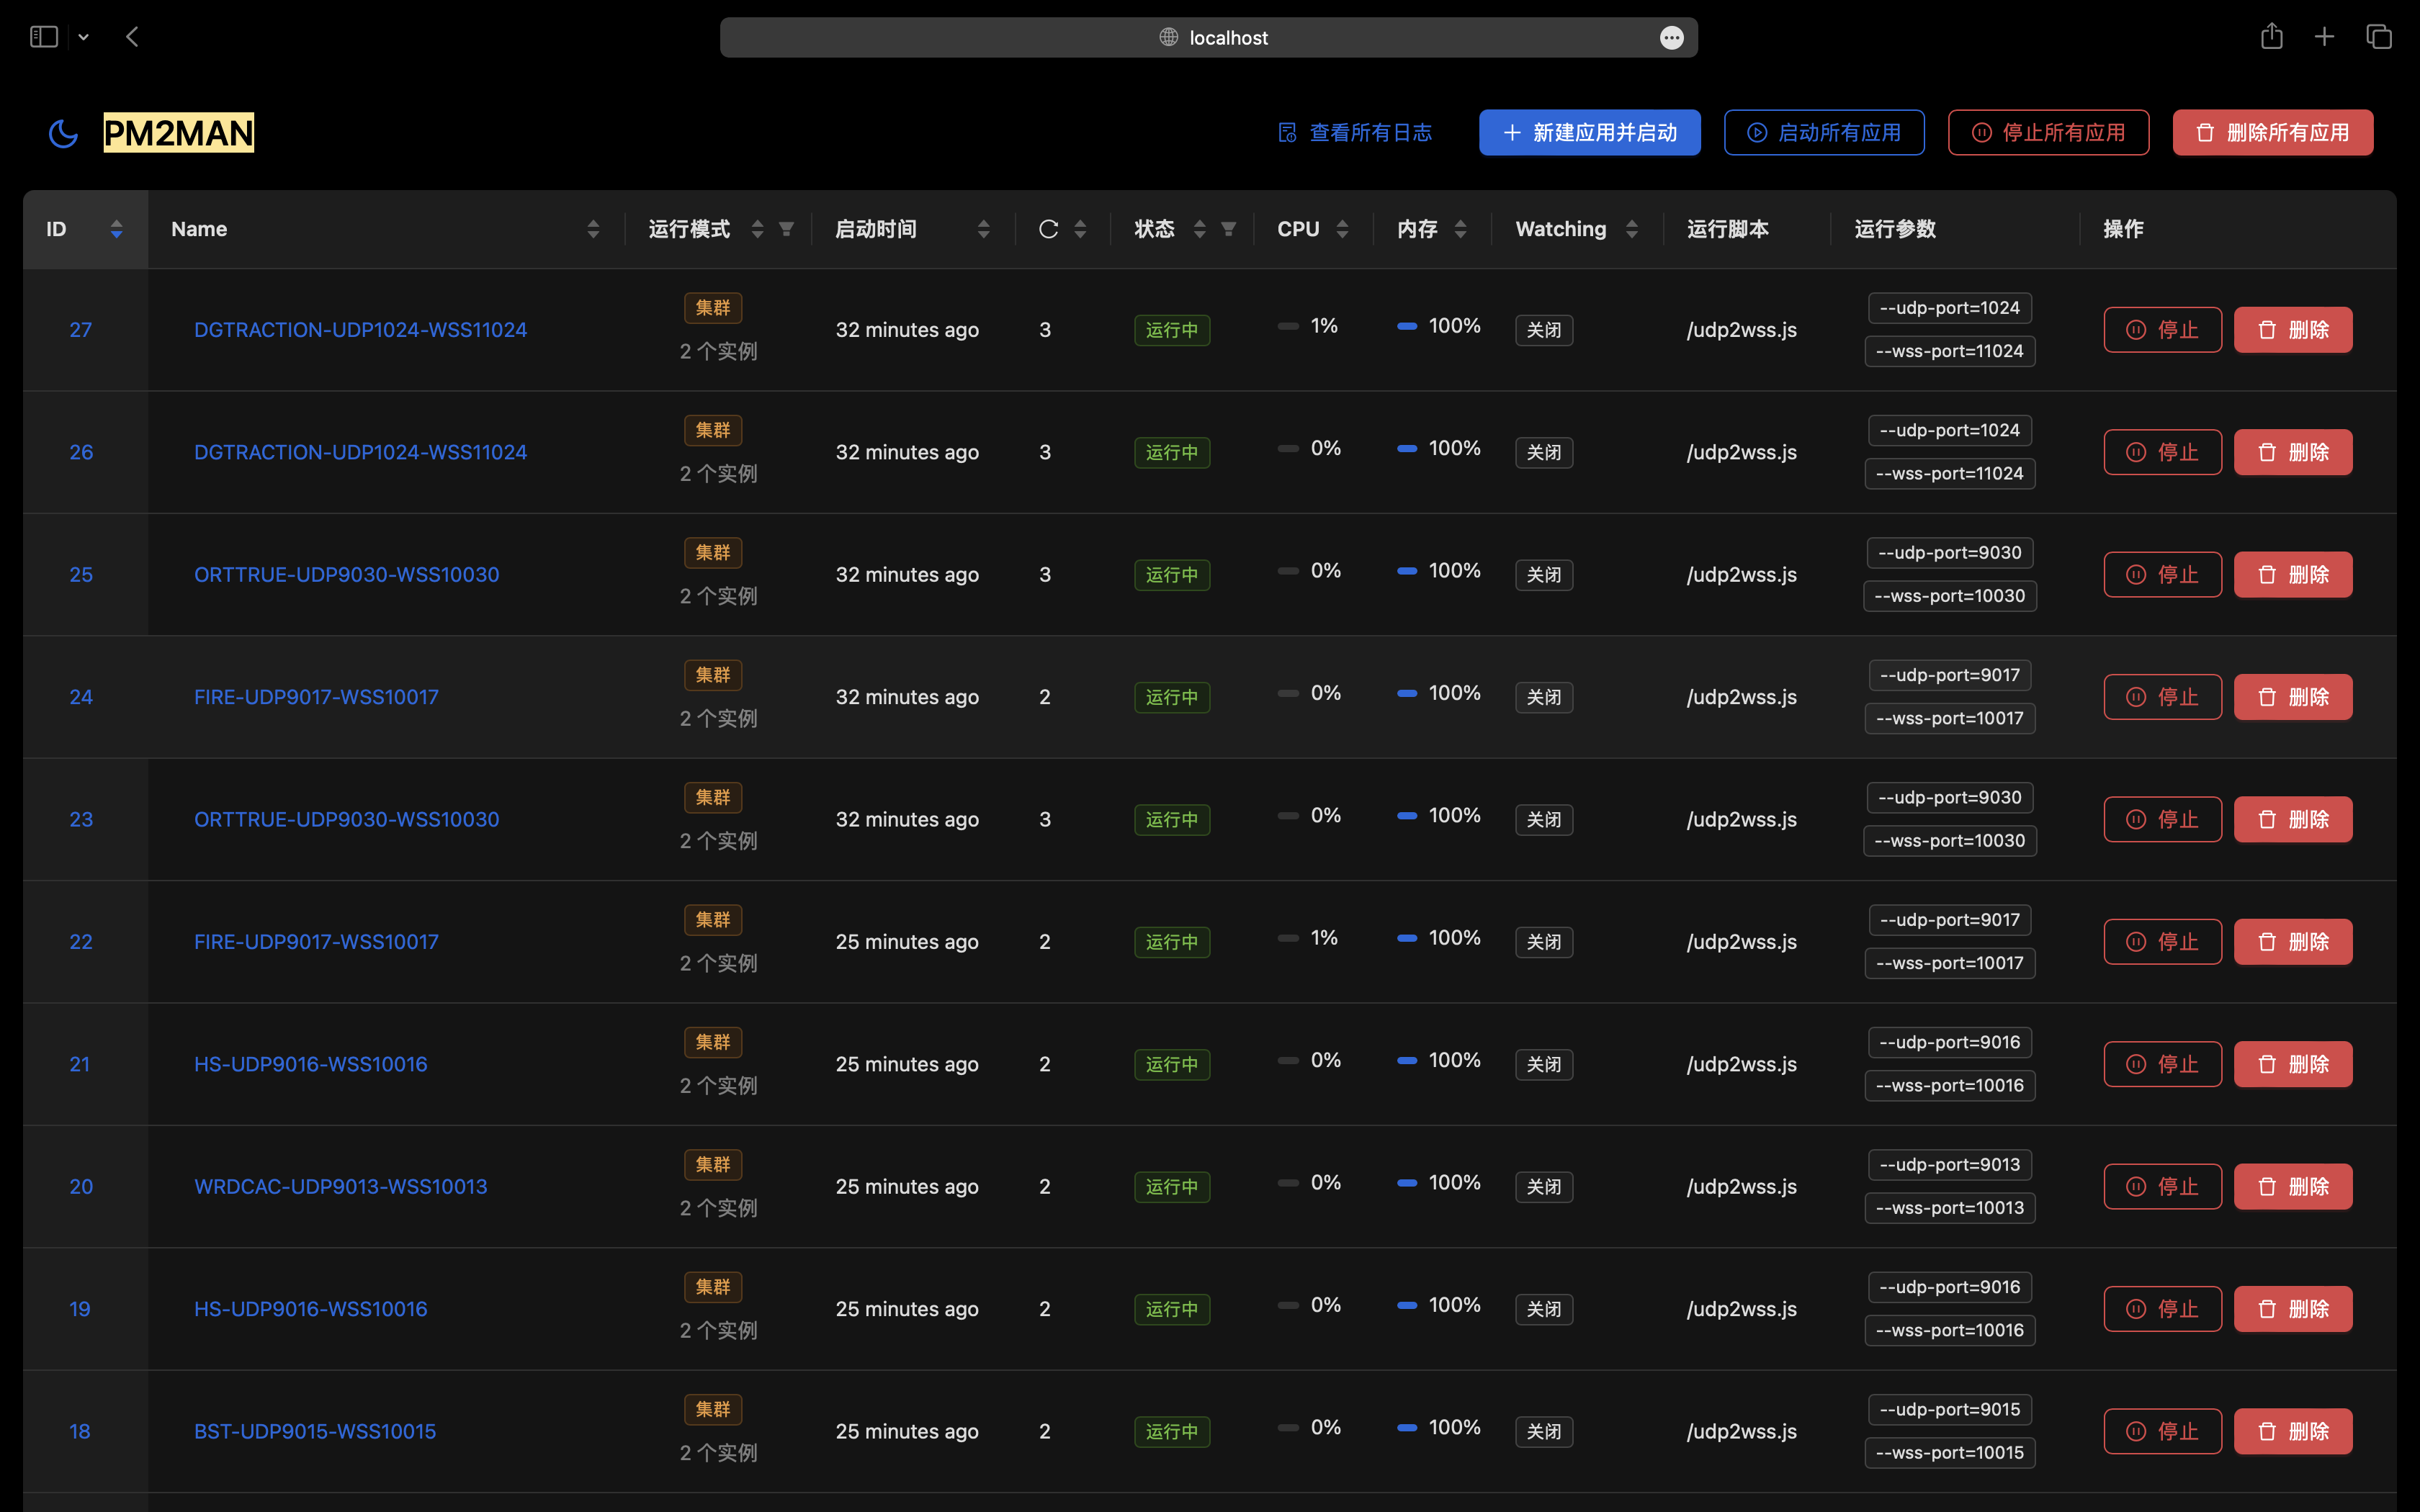 localhost
PM2MAN
查看所有日志
新建应用并启动
启动所有应用
停止所有应用
删除所有应用
ID Name 运行模式 启动时间 状态 CPU 内存 Watching 运行脚本 运行参数 操作
集群 --udp-port=1024
27 DGTRACTION-UDP1024-WSS11024 32 minutes ago 3 运行中 1% 100% 关闭 /udp2wss.js 停止 删除
2 个实例 --wss-port=11024
集群 --udp-port=1024
26 DGTRACTION-UDP1024-WSS11024 32 minutes ago 3 运行中 0% 100% 关闭 /udp2wss.js 停止 删除
2 个实例 --wss-port=11024
集群 --udp-port=9030
25 ORTTRUE-UDP9030-WSS10030 32 minutes ago 3 运行中 0% 100% 关闭 /udp2wss.js 停止 删除
2 个实例 --wss-port=10030
集群 --udp-port=9017
24 FIRE-UDP9017-WSS10017 32 minutes ago 2 运行中 0% 100% 关闭 /udp2wss.js 停止 删除
2 个实例 --wss-port=10017
集群 --udp-port=9030
23 ORTTRUE-UDP9030-WSS10030 32 minutes ago 3 运行中 0% 100% 关闭 /udp2wss.js 停止 删除
2 个实例 --wss-port=10030
集群 --udp-port=9017
22 FIRE-UDP9017-WSS10017 25 minutes ago 2 运行中 1% 100% 关闭 /udp2wss.js 停止 删除
2 个实例 --wss-port=10017
集群 --udp-port=9016
21 HS-UDP9016-WSS10016 25 minutes ago 2 运行中 0% 100% 关闭 /udp2wss.js 停止 删除
2 个实例 --wss-port=10016
集群 --udp-port=9013
20 WRDCAC-UDP9013-WSS10013 25 minutes ago 2 运行中 0% 100% 关闭 /udp2wss.js 停止 删除
2 个实例 --wss-port=10013
集群 --udp-port=9016
19 HS-UDP9016-WSS10016 25 minutes ago 2 运行中 0% 100% 关闭 /udp2wss.js 停止 删除
2 个实例 --wss-port=10016
集群 --udp-port=9015
18 BST-UDP9015-WSS10015 25 minutes ago 2 运行中 0% 100% 关闭 /udp2wss.js 停止 删除
2 个实例 --wss-port=10015